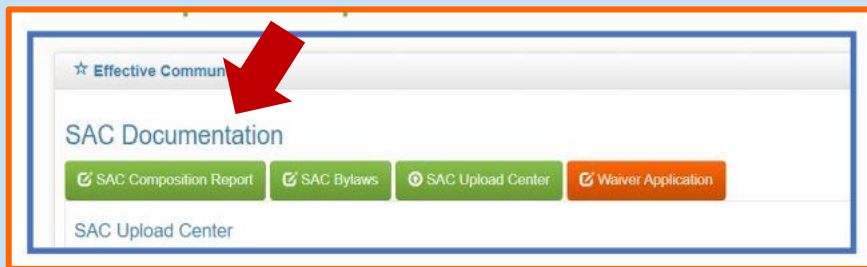 Effective Commun
SAC Documentation
SAC Composition Report SAC Bylaws SAC Upload Center Waiver Application
SAC Upload Center